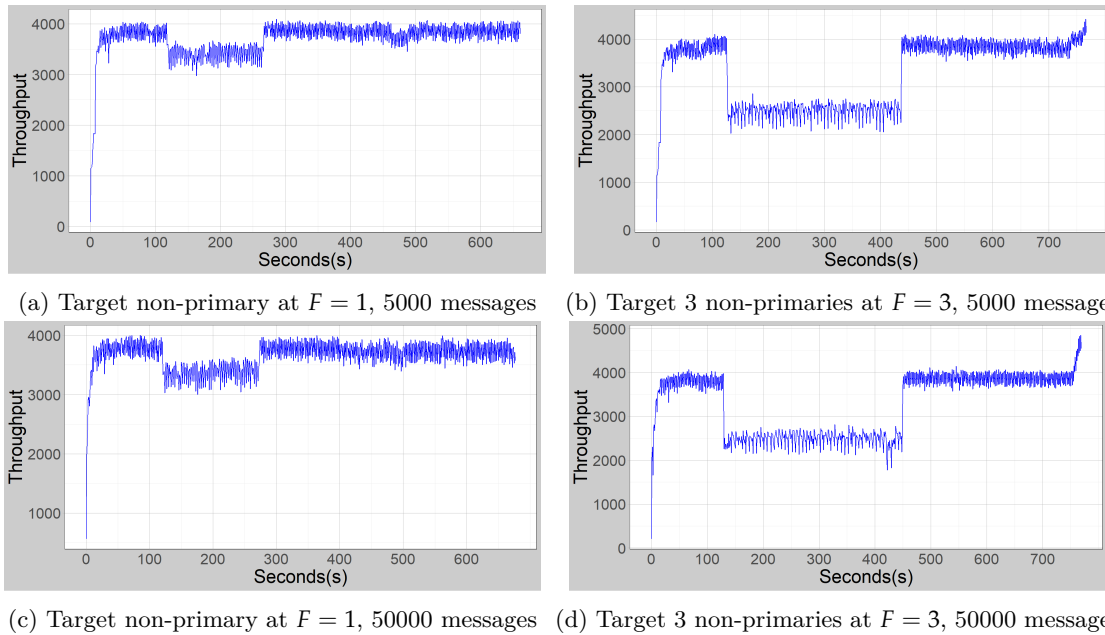 4000
3000
2000
1000
0
Throughput
0 100 200 300 400 500 600
Seconds(s)
(a) Target non-primary at F = 1, 5000 messages
4000
3000
2000
1000
0
Throughput
0 100 200 300 400 500 600 700
Seconds(s)
(b) Target 3 non-primaries at F = 3, 5000 message
4000
3000
2000
1000
Throughput
0 100 200 300 400 500 600 700
Seconds(s)
(c) Target non-primary at F = 1, 50000 messages
5000
4000
3000
2000
1000
0
Throughput
0 100 200 300 400 500 600 700
Seconds(s)
(d) Target 3 non-primaries at F = 3, 50000 message